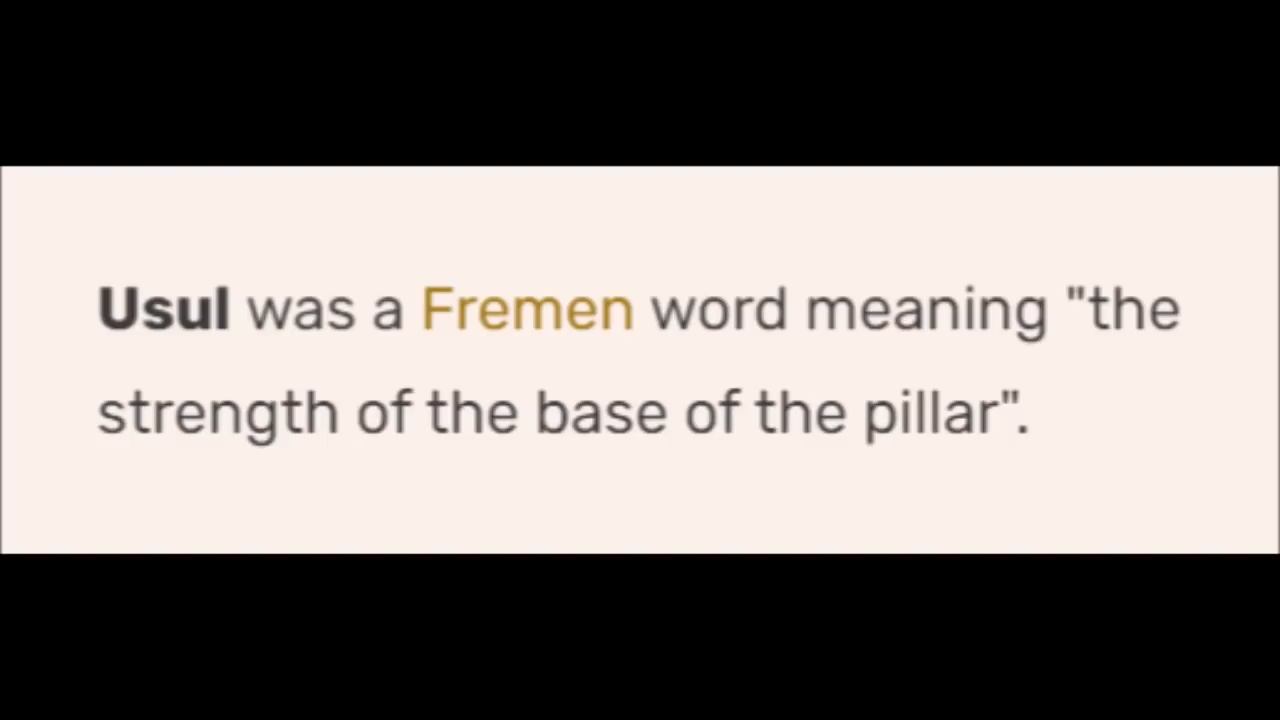 Usul was a Fremen word meaning "the
strength of the base of the pillar".